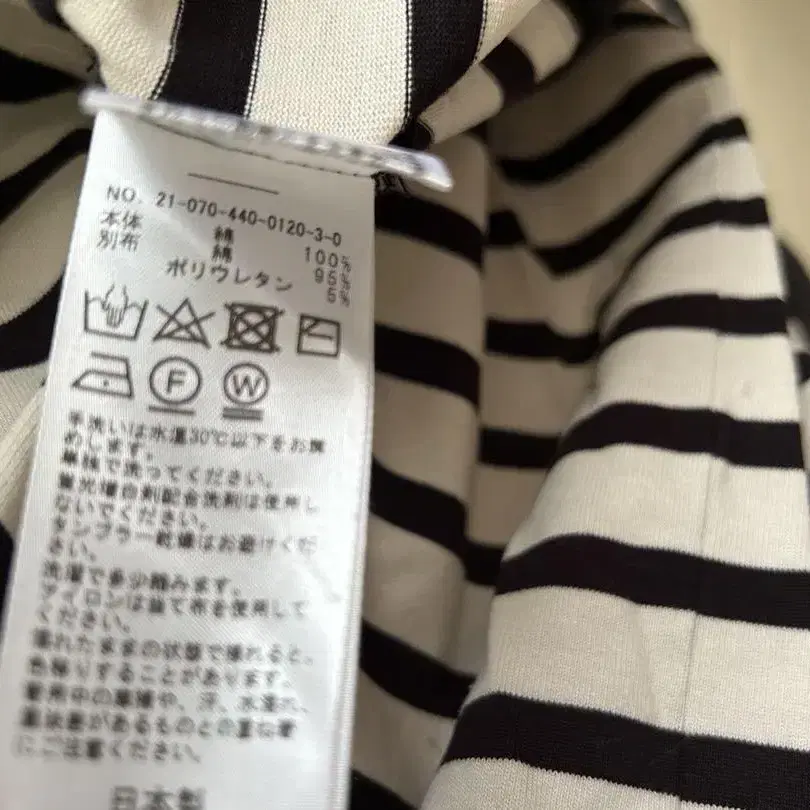 NO. 21-070-440-0120-3-0
本体 綿 100%
別布 綿 95%
ポリウレタン 5%
F W
手洗いは水温30℃以下をお奨
めします。
単独で洗ってください。
蛍光増白剤配合洗剤は使用し
ないでください。
タンブラー乾燥はお避けくだ
さい。
洗濯で多少縮みます。
アイロンは当て布を使用して
ください。
濡れたままの状態で擦れると、
色移りすることがあります。
着用中の摩擦や、汗、水濡れ、
直接差があるものとの重ね着
にご注意ください。
日本製